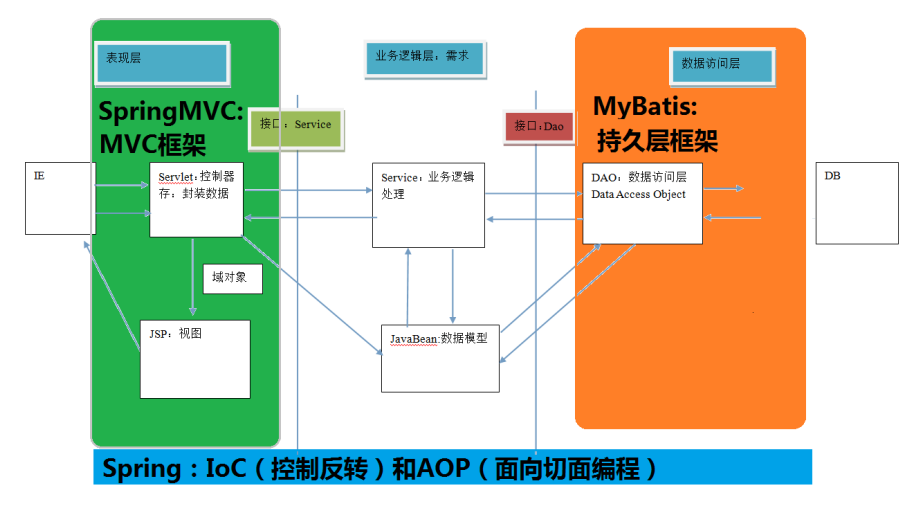 表现层
业务逻辑层：需求
数据访问层
SpringMVC:
MVC框架
接口：Service
接口:Dao
MyBatis:
持久层框架
IE
Servlet:控制器
存：封装数据
Service：业务逻辑
处理
DAO：数据访问层
Data Access Object
DB
域对象
JSP：视图
JavaBean:数据模型
Spring：IoC（控制反转）和AOP（面向切面编程）